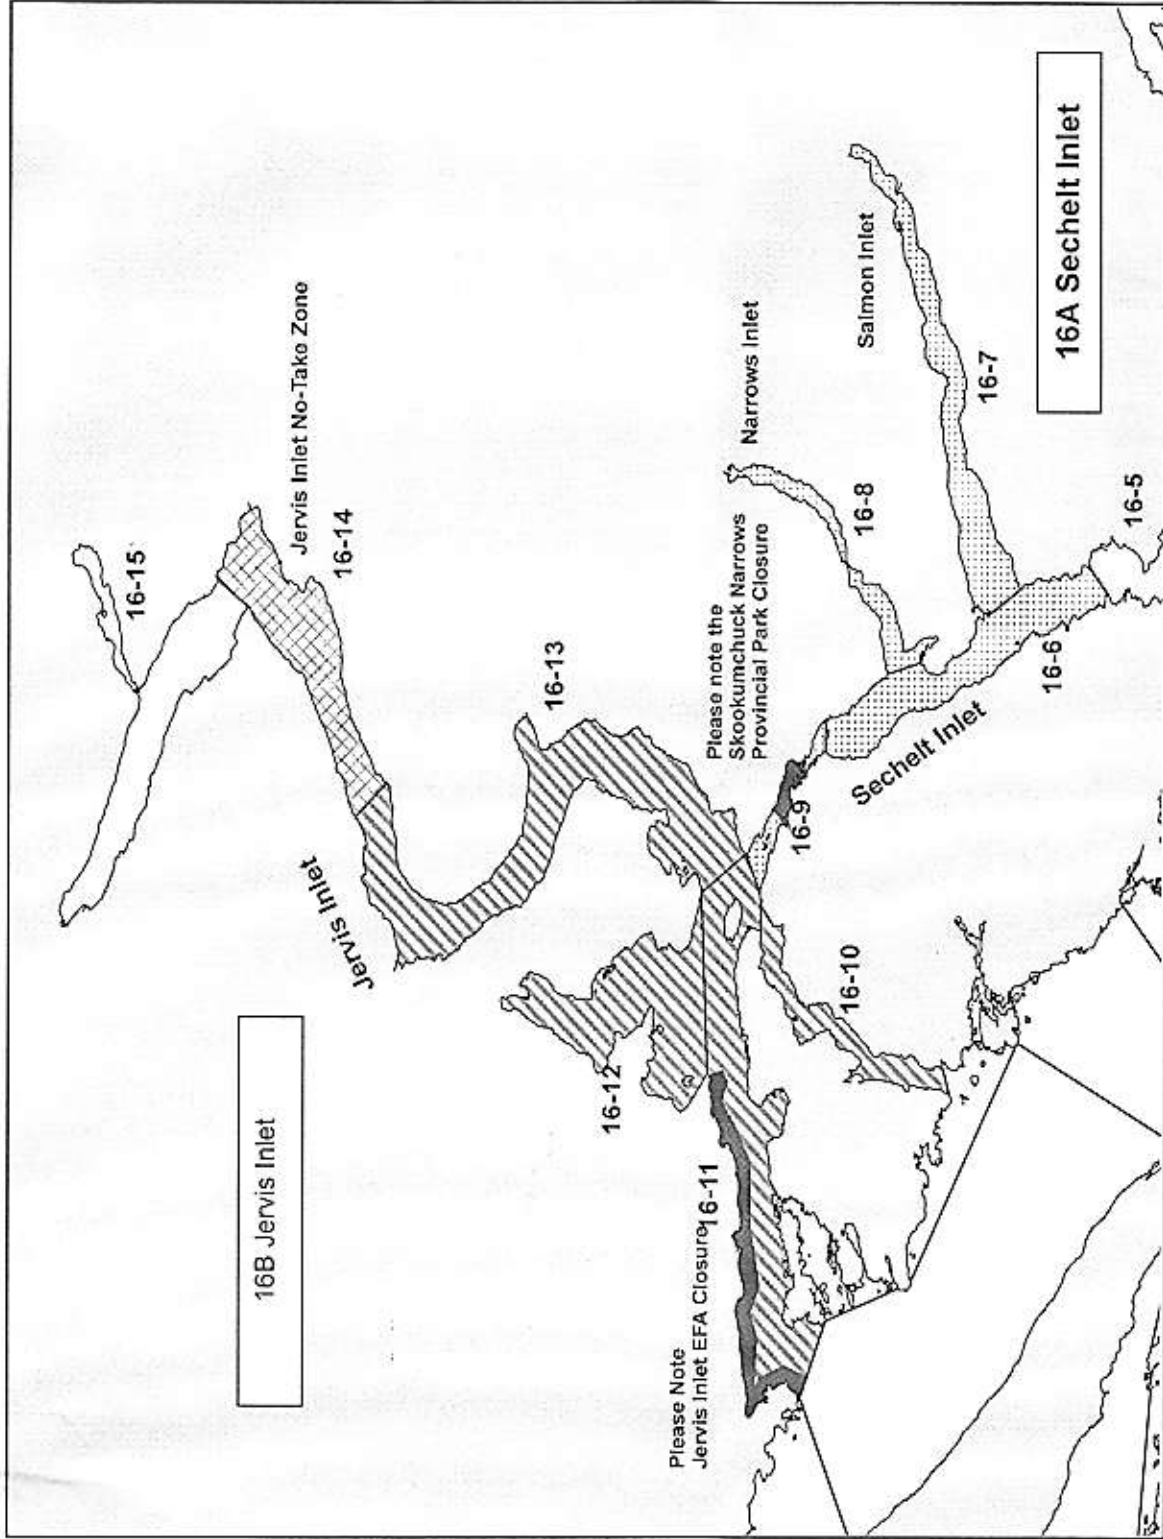 16B Jervis Inlet
Jervis Inlet
16-15
Jervis Inlet No-Take Zone
16-14
16-13
16-12
Please Note
Jervis Inlet EFA Closure
16-11
16-10
Please note the
Skookumchuck Narrows
Provincial Park Closure
16-9
Narrows Inlet
16-8
Salmon Inlet
16-7
Sechelt Inlet
16-6
16-5
16A Sechelt Inlet